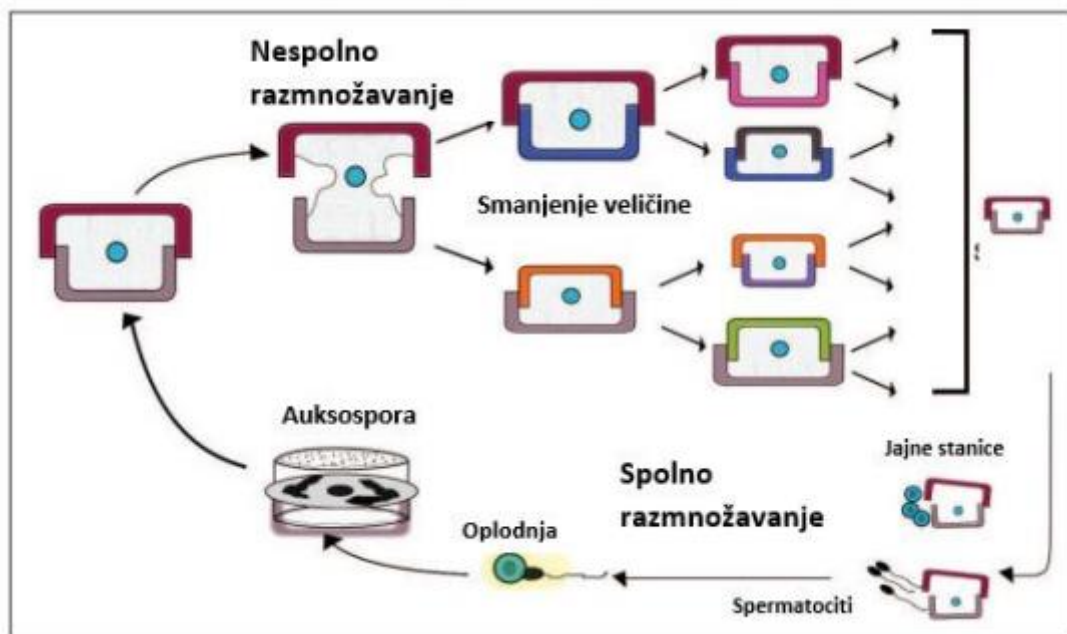 Nespolno
razmnožavanje
Smanjenje veličine
Auksospora
Jajne stanice
Spolno
razmnožavanje
Oplodnja
Spermatociti